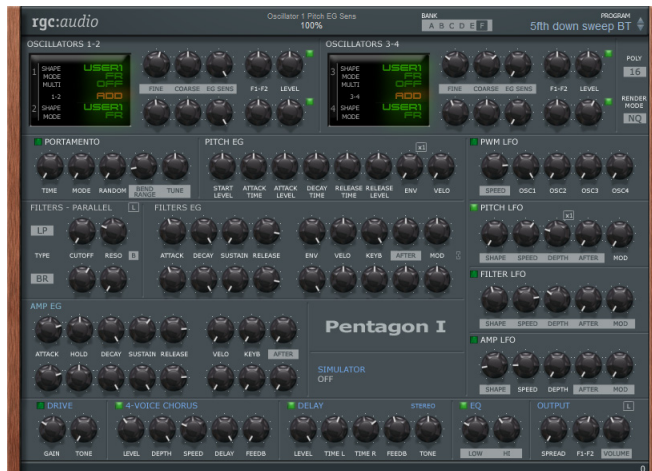 rgc:audio
Oscillator 1 Pitch EG Sens
100%
BANK
A B C D E F
PROGRAM
5fth down sweep BT
OSCILLATORS 1-2
1 SHAPE USER1
MODE FR
MULTI OFF
1-2 ADD
2 SHAPE USER1
MODE FR
FINE COARSE EG SENS F1-F2 LEVEL
OSCILLATORS 3-4
3 SHAPE USER1
MODE FR
MULTI OFF
3-4 ADD
4 SHAPE USER1
MODE FR
FINE COARSE EG SENS F1-F2 LEVEL
POLY
16
RENDER
MODE
NQ
PORTAMENTO
TIME MODE RANDOM BEND RANGE TUNE
PITCH EG
x1
START LEVEL ATTACK TIME ATTACK LEVEL DECAY TIME RELEASE TIME RELEASE LEVEL ENV VELO
PWM LFO
SPEED OSC1 OSC2 OSC3 OSC4
FILTERS - PARALLEL L
LP
TYPE CUTOFF RESO B
BR
FILTERS EG
ATTACK DECAY SUSTAIN RELEASE ENV VELO KEYB AFTER MOD
PITCH LFO
x1
SHAPE SPEED DEPTH AFTER MOD
FILTER LFO
SHAPE SPEED DEPTH AFTER MOD
AMP EG
ATTACK HOLD DECAY SUSTAIN RELEASE VELO KEYB AFTER
Pentagon I
SIMULATOR
OFF
AMP LFO
SHAPE SPEED DEPTH AFTER MOD
DRIVE
GAIN TONE
4-VOICE CHORUS
LEVEL DEPTH SPEED DELAY FEEDB
DELAY STEREO
LEVEL TIME L TIME R FEEDB TONE
EQ
LOW HI
OUTPUT L
SPREAD F1-F2 VOLUME
0